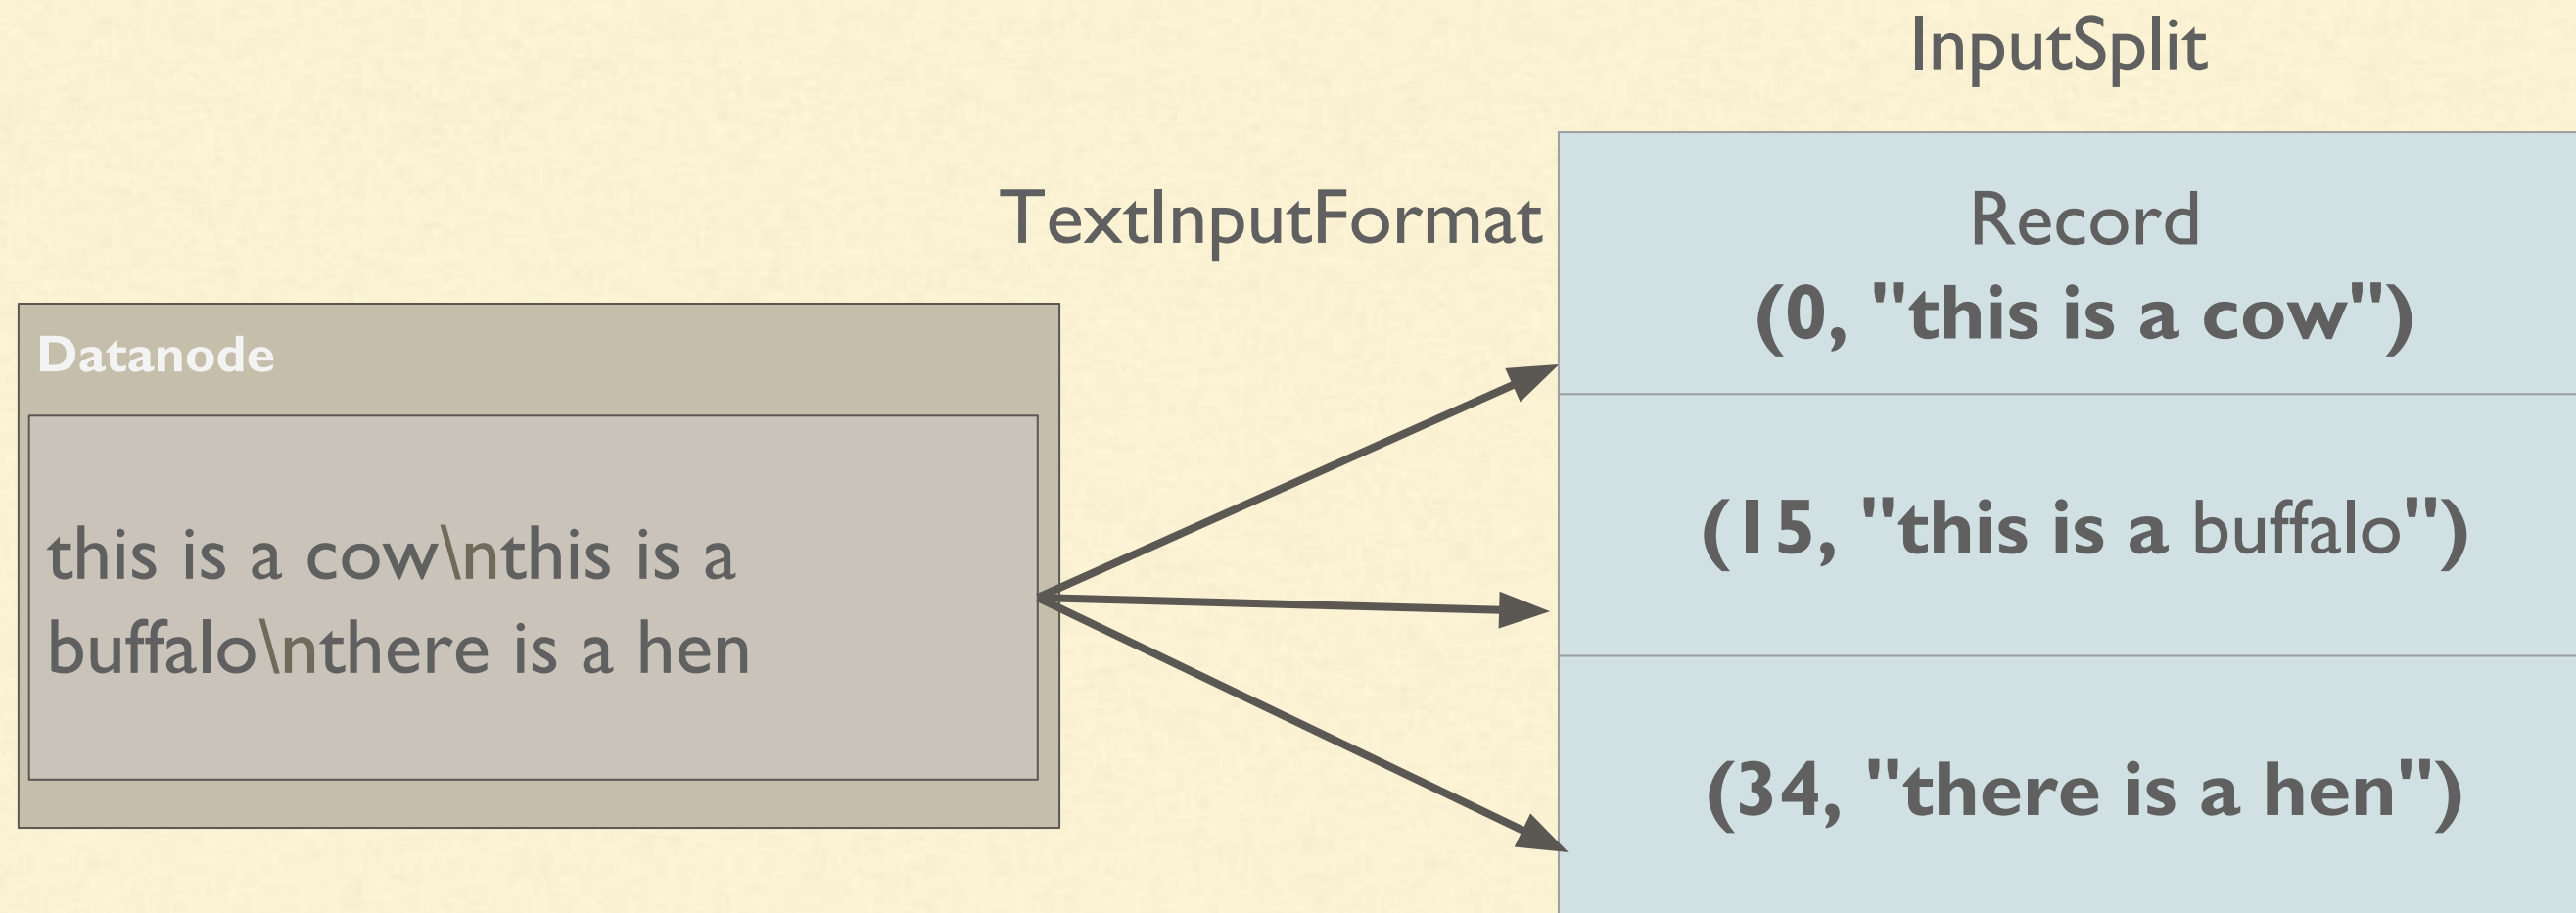 InputSplit
TextInputFormat
Datanode
this is a cow\nthis is a
buffalo\nthere is a hen
Record
(0, "this is a cow")
(15, "this is a buffalo")
(34, "there is a hen")